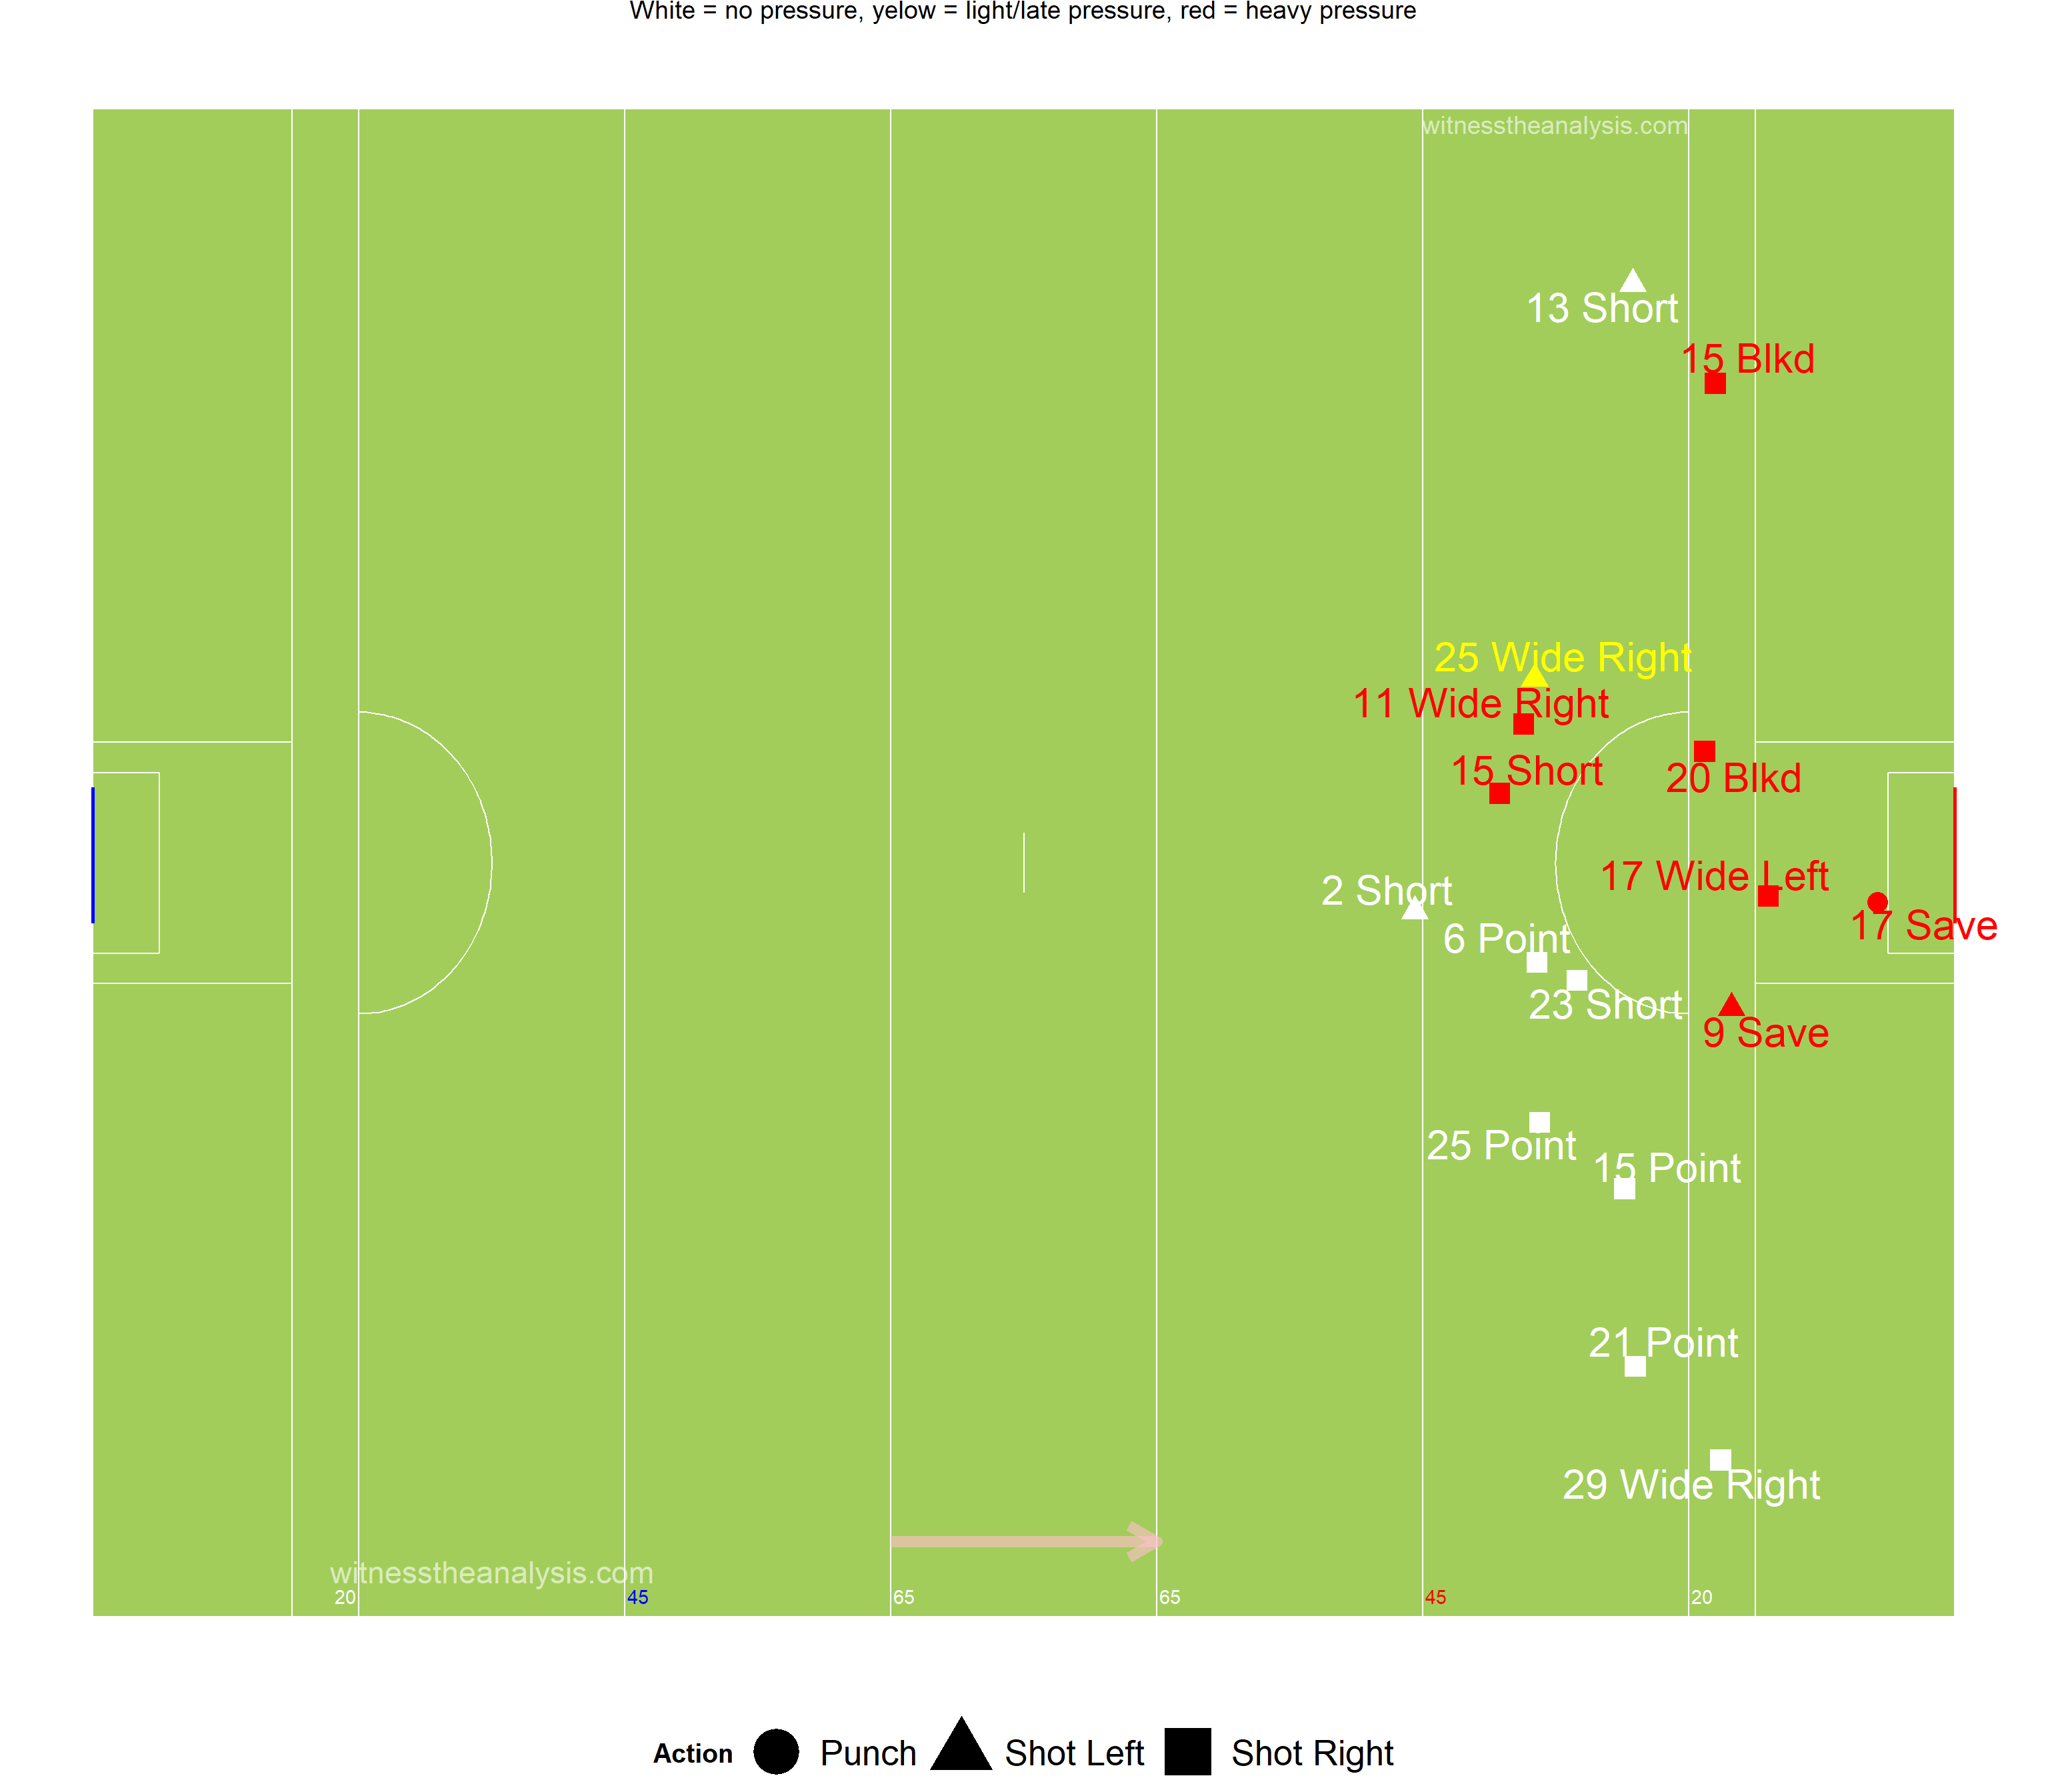 White = no pressure, yelow = light/late pressure, red = heavy pressure
witnesstheanalysis.com
13 Short
15 Blkd
25 Wide Right
11 Wide Right
15 Short
20 Blkd
17 Wide Left
2 Short
17 Save
6 Point
23 Short
9 Save
25 Point
15 Point
21 Point
29 Wide Right
witnesstheanalysis.com
20 45 65 65 45 20
Action Punch Shot Left Shot Right